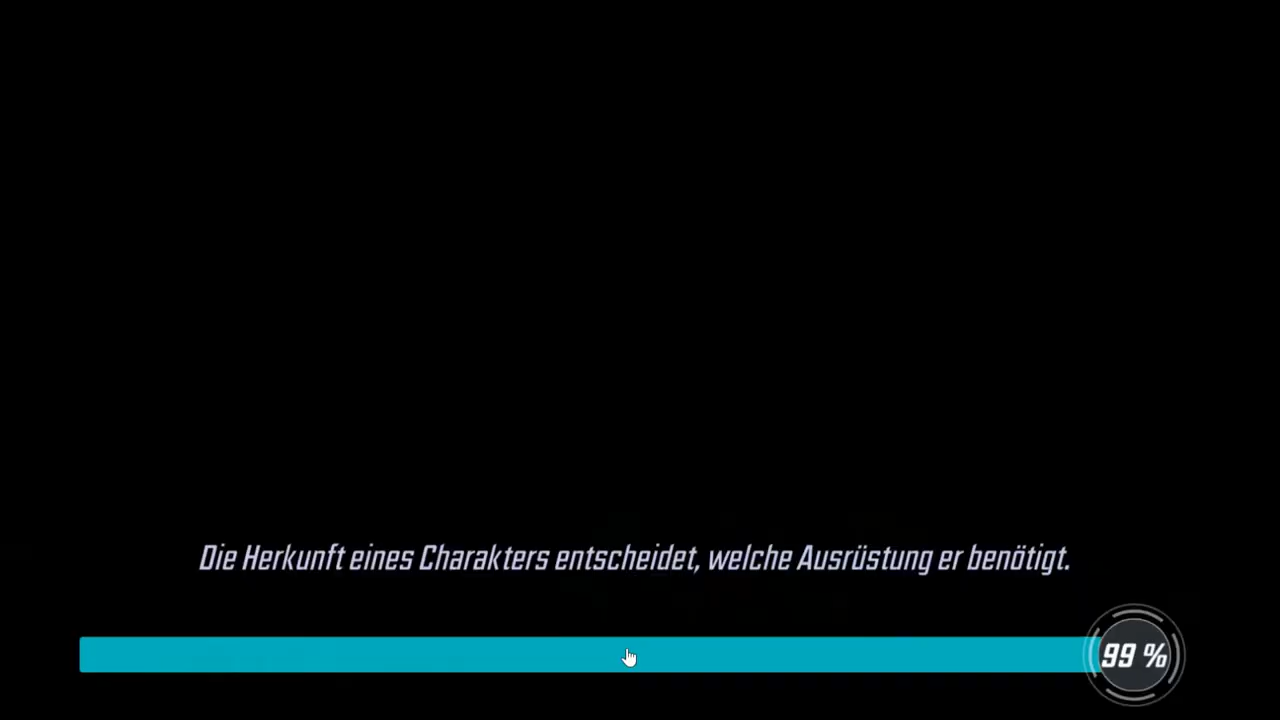 Die Herkunft eines Charakters entscheidet, welche Ausrüstung er benötigt.
99 %